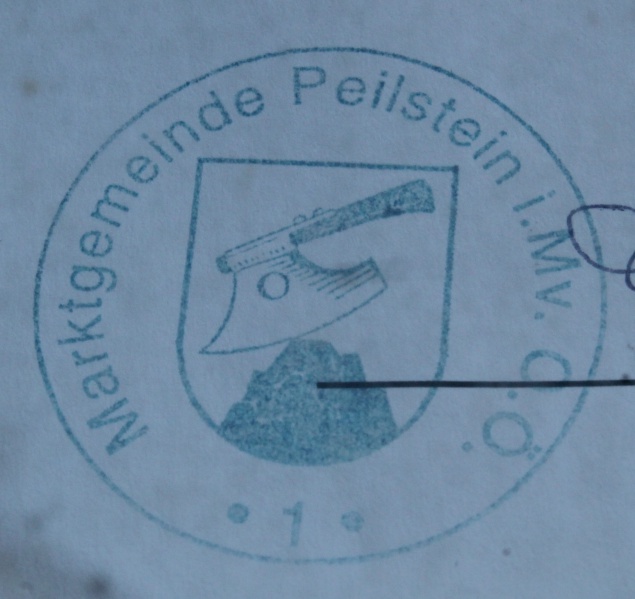 Marktgemeinde Peilstein i.Mv. O.Ö.
• 1 •